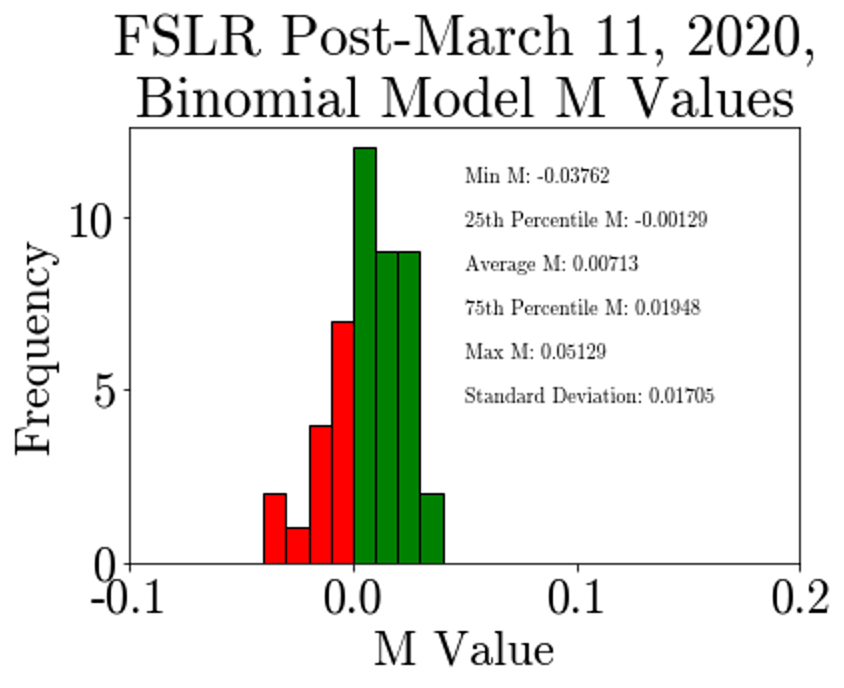 FSLR Post-March 11, 2020,
Binomial Model M Values
Min M: -0.03762
25th Percentile M: -0.00129
Average M: 0.00713
75th Percentile M: 0.01948
Max M: 0.05129
Standard Deviation: 0.01705
Frequency
10
5
0
-0.1 0.0 0.1 0.2
M Value